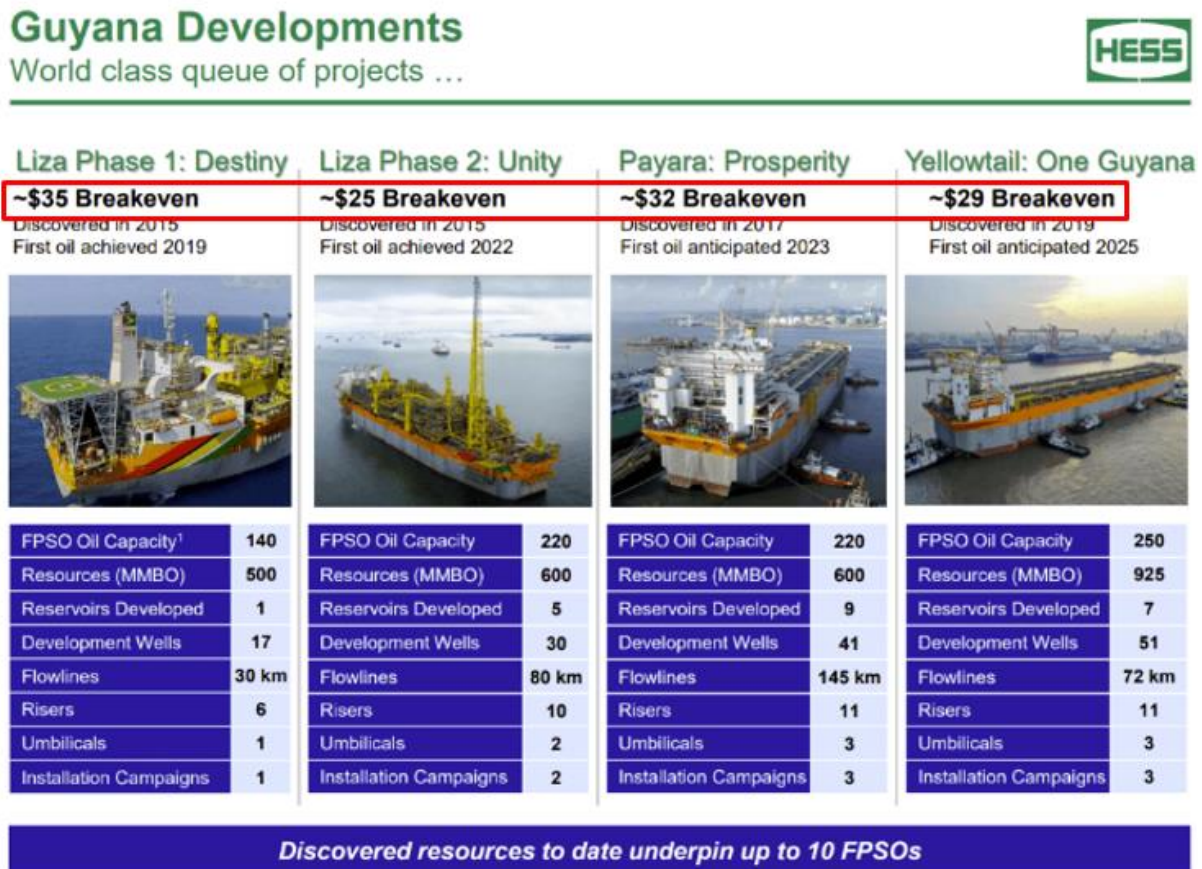 Guyana Developments
World class queue of projects ...
HESS
Liza Phase 1: Destiny
~$35 Breakeven
Discovered in 2015
First oil achieved 2019
FPSO Oil Capacity¹ 140
Resources (MMBO) 500
Reservoirs Developed 1
Development Wells 17
Flowlines 30 km
Risers 6
Umbilicals 1
Installation Campaigns 1
Liza Phase 2: Unity
~$25 Breakeven
Discovered in 2015
First oil achieved 2022
FPSO Oil Capacity 220
Resources (MMBO) 600
Reservoirs Developed 5
Development Wells 30
Flowlines 80 km
Risers 10
Umbilicals 2
Installation Campaigns 2
Payara: Prosperity
~$32 Breakeven
Discovered in 2017
First oil anticipated 2023
FPSO Oil Capacity 220
Resources (MMBO) 600
Reservoirs Developed 9
Development Wells 41
Flowlines 145 km
Risers 11
Umbilicals 3
Installation Campaigns 3
Yellowtail: One Guyana
~$29 Breakeven
Discovered in 2019
First oil anticipated 2025
FPSO Oil Capacity 250
Resources (MMBO) 925
Reservoirs Developed 7
Development Wells 51
Flowlines 72 km
Risers 11
Umbilicals 3
Installation Campaigns 3
Discovered resources to date underpin up to 10 FPSOs